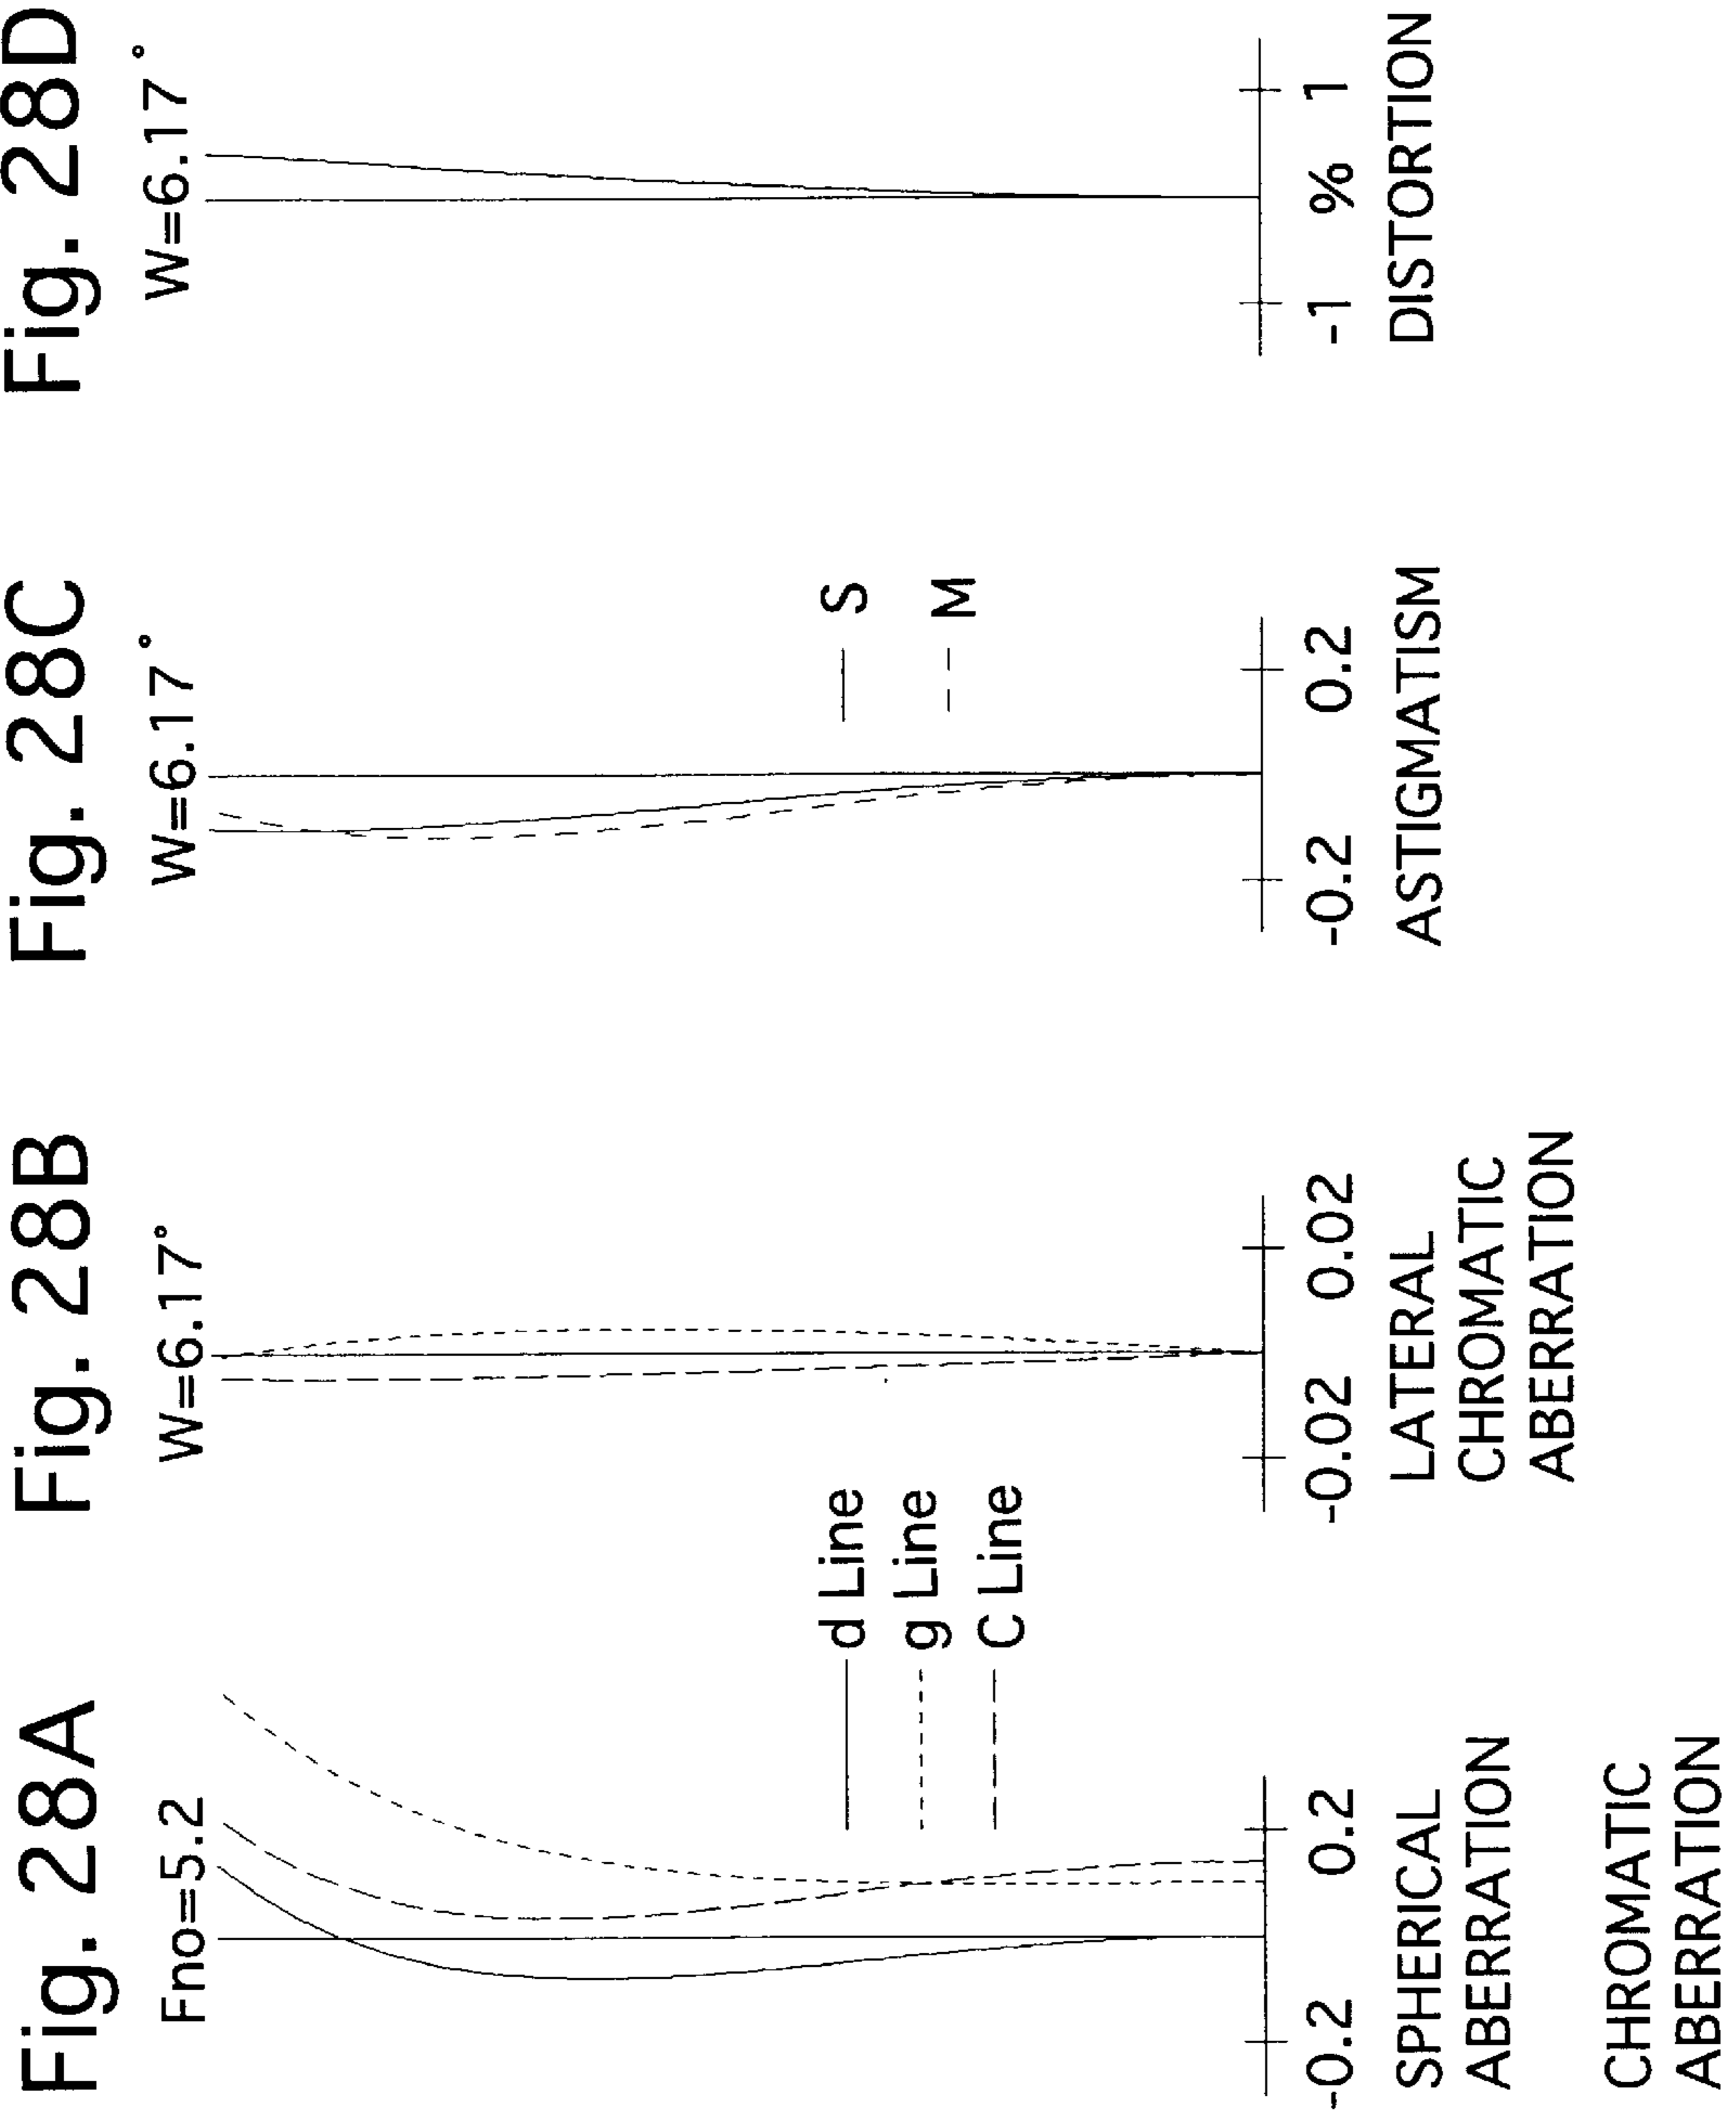 Fig. 28A
Fno=5.2
d Line
g Line
C Line
-0.2
0.2
SPHERICAL
ABERRATION
CHROMATIC
ABERRATION
Fig. 28B
W=6.17°
-0.02
0.02
LATERAL
CHROMATIC
ABERRATION
Fig. 28C
W=6.17°
S
M
-0.2
0.2
ASTIGMATISM
Fig. 28D
W=6.17°
-1
%
1
DISTORTION